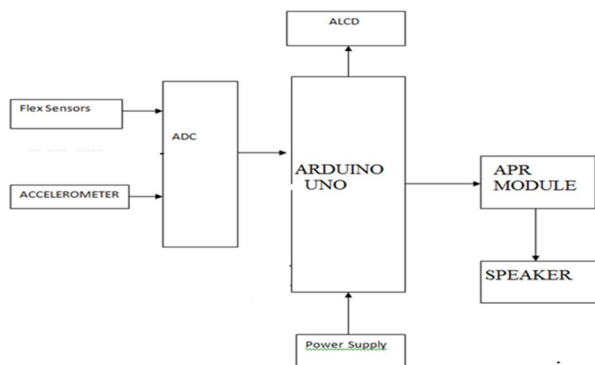 ALCD
Flex Sensors
ADC
ACCELEROMETER
ARDUINO
UNO
APR
MODULE
SPEAKER
Power Supply